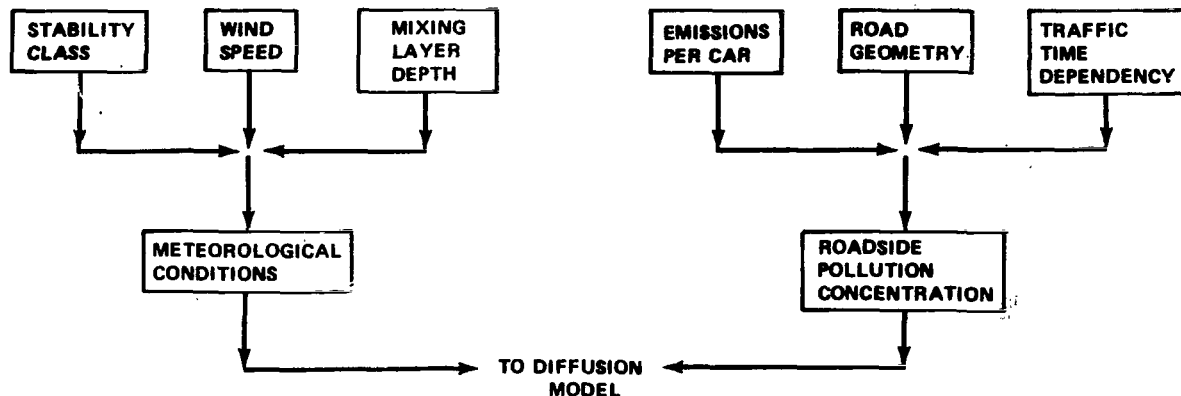 STABILITY
CLASS
WIND
SPEED
MIXING
LAYER
DEPTH
EMISSIONS
PER CAR
ROAD
GEOMETRY
TRAFFIC
TIME
DEPENDENCY
METEOROLOGICAL
CONDITIONS
ROADSIDE
POLLUTION
CONCENTRATION
TO DIFFUSION
MODEL